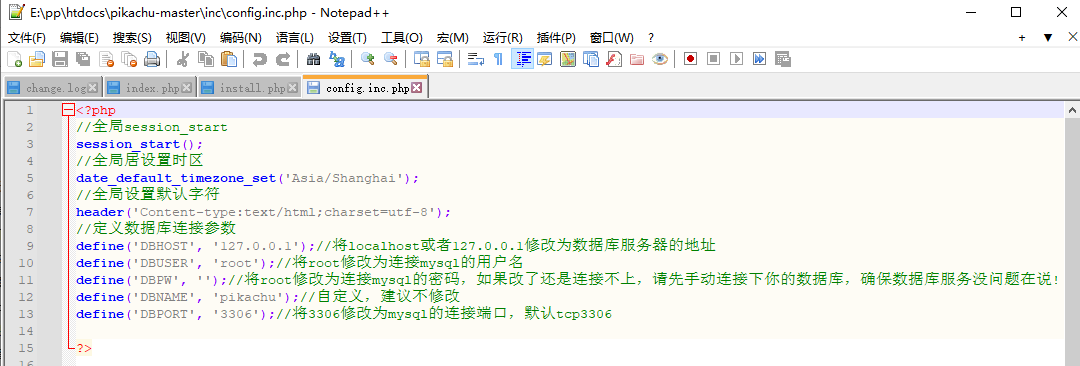 E:\pp\htdocs\pikachu-master\inc\config.inc.php - Notepad++
文件(F) 编辑(E) 搜索(S) 视图(V) 编码(N) 语言(L) 设置(T) 工具(O) 宏(M) 运行(R) 插件(P) 窗口(W) ? + ▼ X
change.log index.php install.php config.inc.php
1 <?php
2 //全局session_start
3 session_start();
4 //全局居设置时区
5 date_default_timezone_set('Asia/Shanghai');
6 //全局设置默认字符
7 header('Content-type:text/html;charset=utf-8');
8 //定义数据库连接参数
9 define('DBHOST', '127.0.0.1');//将localhost或者127.0.0.1修改为数据库服务器的地址
10 define('DBUSER', 'root');//将root修改为连接mysql的用户名
11 define('DBPW', '');//将root修改为连接mysql的密码，如果改了还是连接不上，请先手动连接下你的数据库，确保数据库服务没问题在说!
12 define('DBNAME', 'pikachu');//自定义，建议不修改
13 define('DBPORT', '3306');//将3306修改为mysql的连接端口，默认tcp3306
14
15 ?>
16